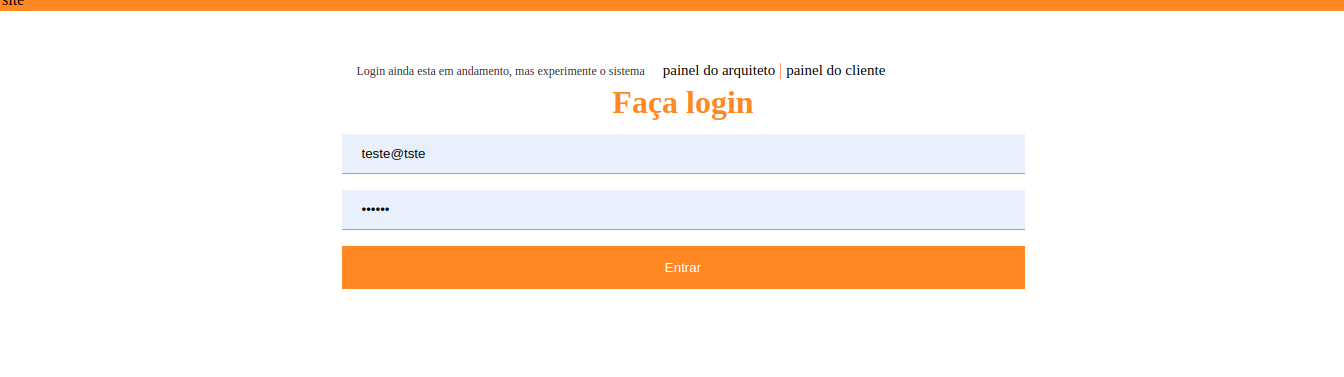 site
Login ainda esta em andamento, mas experimente o sistema painel do arquiteto | painel do cliente
Faça login
teste@tste
••••••
Entrar